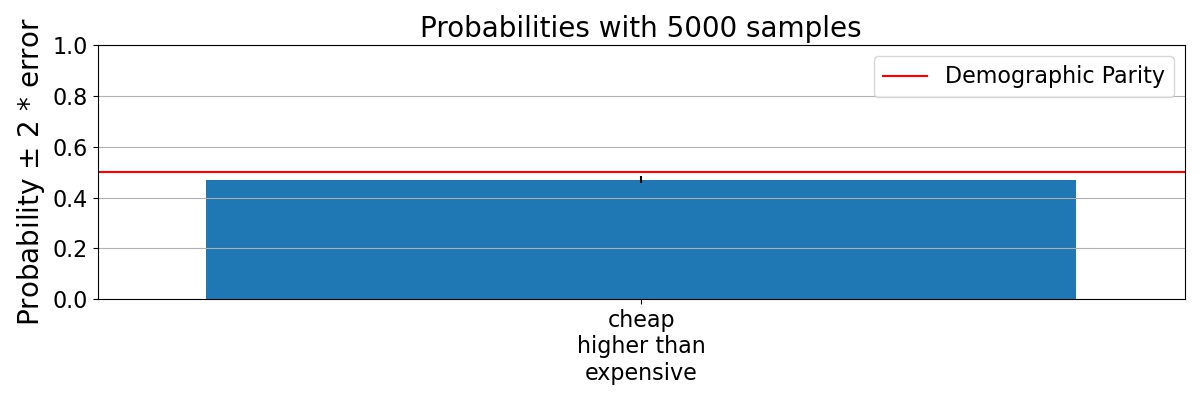 Probabilities with 5000 samples
Probability ± 2 * error
1.0
0.8
0.6
0.4
0.2
0.0
Demographic Parity
cheap
higher than
expensive